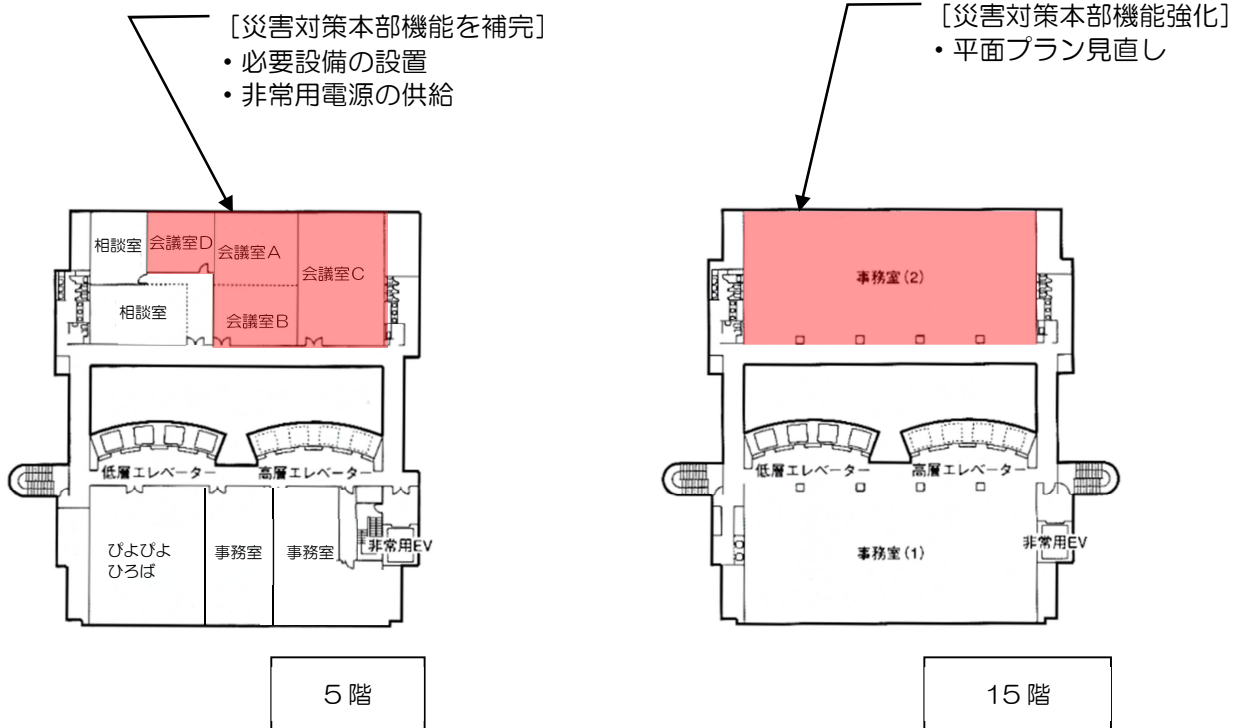 [災害対策本部機能を補完]
・必要設備の設置
・非常用電源の供給
相談室
会議室D
会議室A
会議室C
相談室
会議室B
低層エレベーター
高層エレベーター
ぴよぴよ
ひろば
事務室
事務室
非常用EV
5階
[災害対策本部機能強化]
・平面プラン見直し
事務室(2)
低層エレベーター
高層エレベーター
事務室(1)
非常用EV
15階